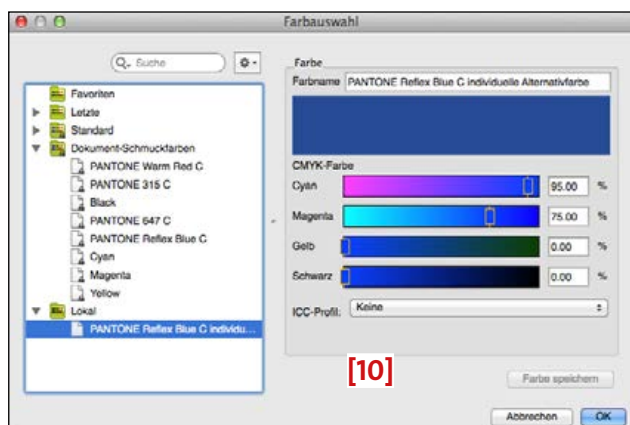 Farbauswahl
Suche
Favoriten
Letzte
Standard
Dokument-Schmuckfarben
PANTONE Warm Red C
PANTONE 315 C
Black
PANTONE 647 C
PANTONE Reflex Blue C
Cyan
Magenta
Yellow
Lokal
PANTONE Reflex Blue C individu...
Farbe
Farbname PANTONE Reflex Blue C individuelle Alternativfarbe
CMYK-Farbe
Cyan 95.00 %
Magenta 75.00 %
Gelb 0.00 %
Schwarz 0.00 %
ICC-Profil: Keine
[10]
Farbe speichern
Abbrechen OK